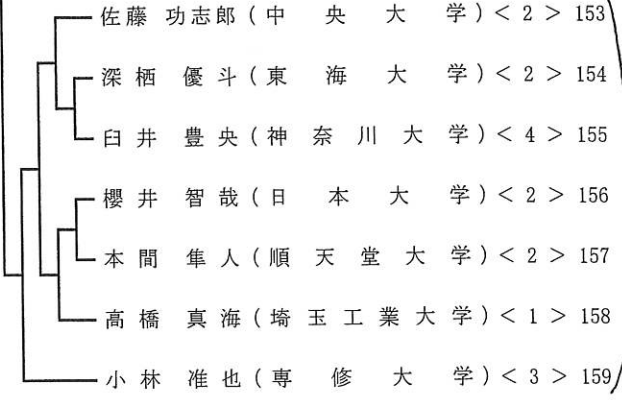 佐藤 功志郎 (中央大学) < 2 > 153
深栖 優斗 (東海大学) < 2 > 154
臼井 豊央 (神奈川大学) < 4 > 155
櫻井 智哉 (日本大学) < 2 > 156
本間 隼人 (順天堂大学) < 2 > 157
高橋 真海 (埼玉工業大学) < 1 > 158
小林 准也 (専修大学) < 3 > 159